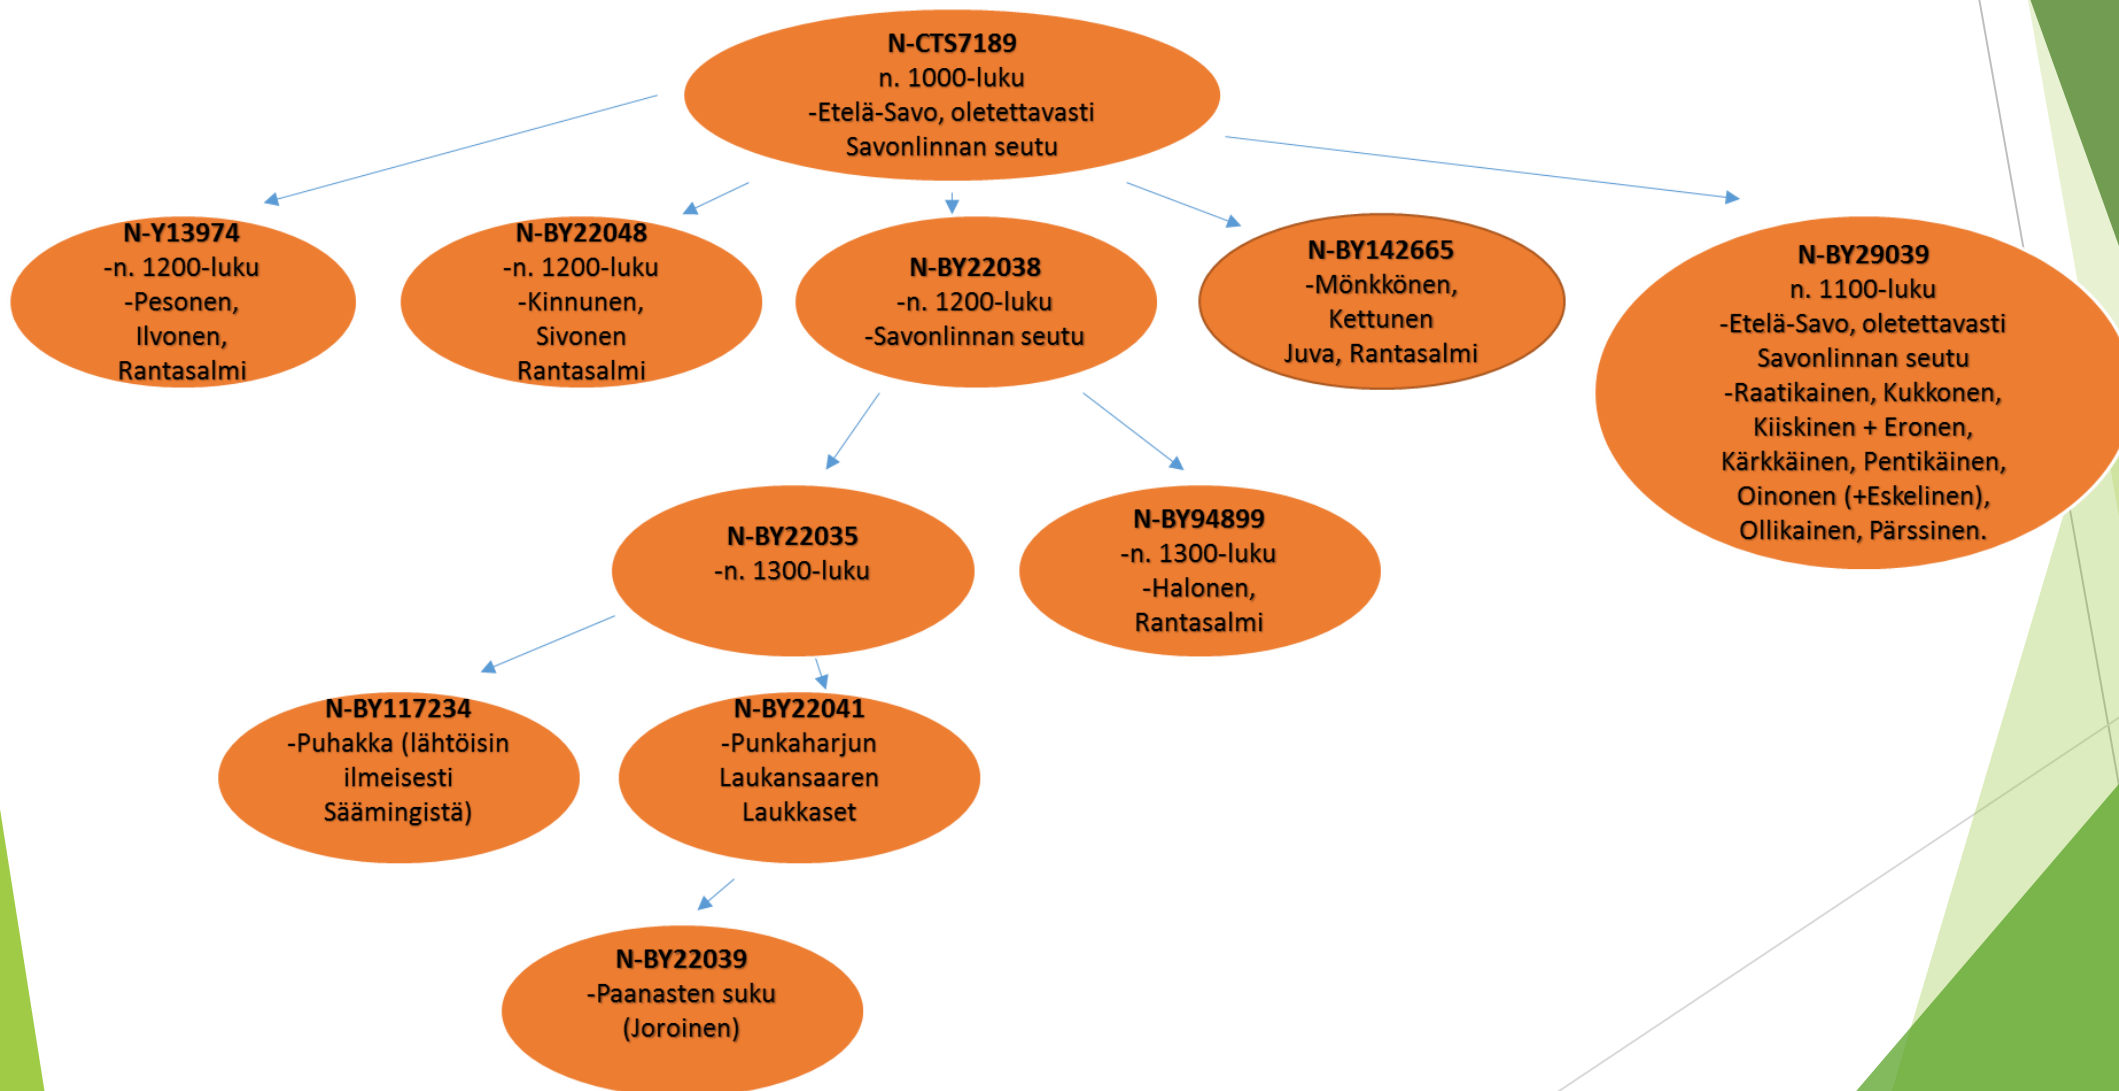 N-CTS7189
n. 1000-luku
-Etelä-Savo, oletettavasti
Savonlinnan seutu
N-Y13974
-n. 1200-luku
-Pesonen,
Ilvonen,
Rantasalmi
N-BY22048
-n. 1200-luku
-Kinnunen,
Sivonen
Rantasalmi
N-BY22038
-n. 1200-luku
-Savonlinnan seutu
N-BY142665
-Mönkkönen,
Kettunen
Juva, Rantasalmi
N-BY29039
n. 1100-luku
-Etelä-Savo, oletettavasti
Savonlinnan seutu
-Raatikainen, Kukkonen,
Kiiskinen + Eronen,
Kärkkäinen, Pentikäinen,
Oinonen (+Eskelinen),
Ollikainen, Pärssinen.
N-BY22035
-n. 1300-luku
N-BY94899
-n. 1300-luku
-Halonen,
Rantasalmi
N-BY117234
-Puhakka (lähtöisin
ilmeisesti
Säämingistä)
N-BY22041
-Punkaharjun
Laukansaaren
Laukkaset
N-BY22039
-Paanasten suku
(Joroinen)